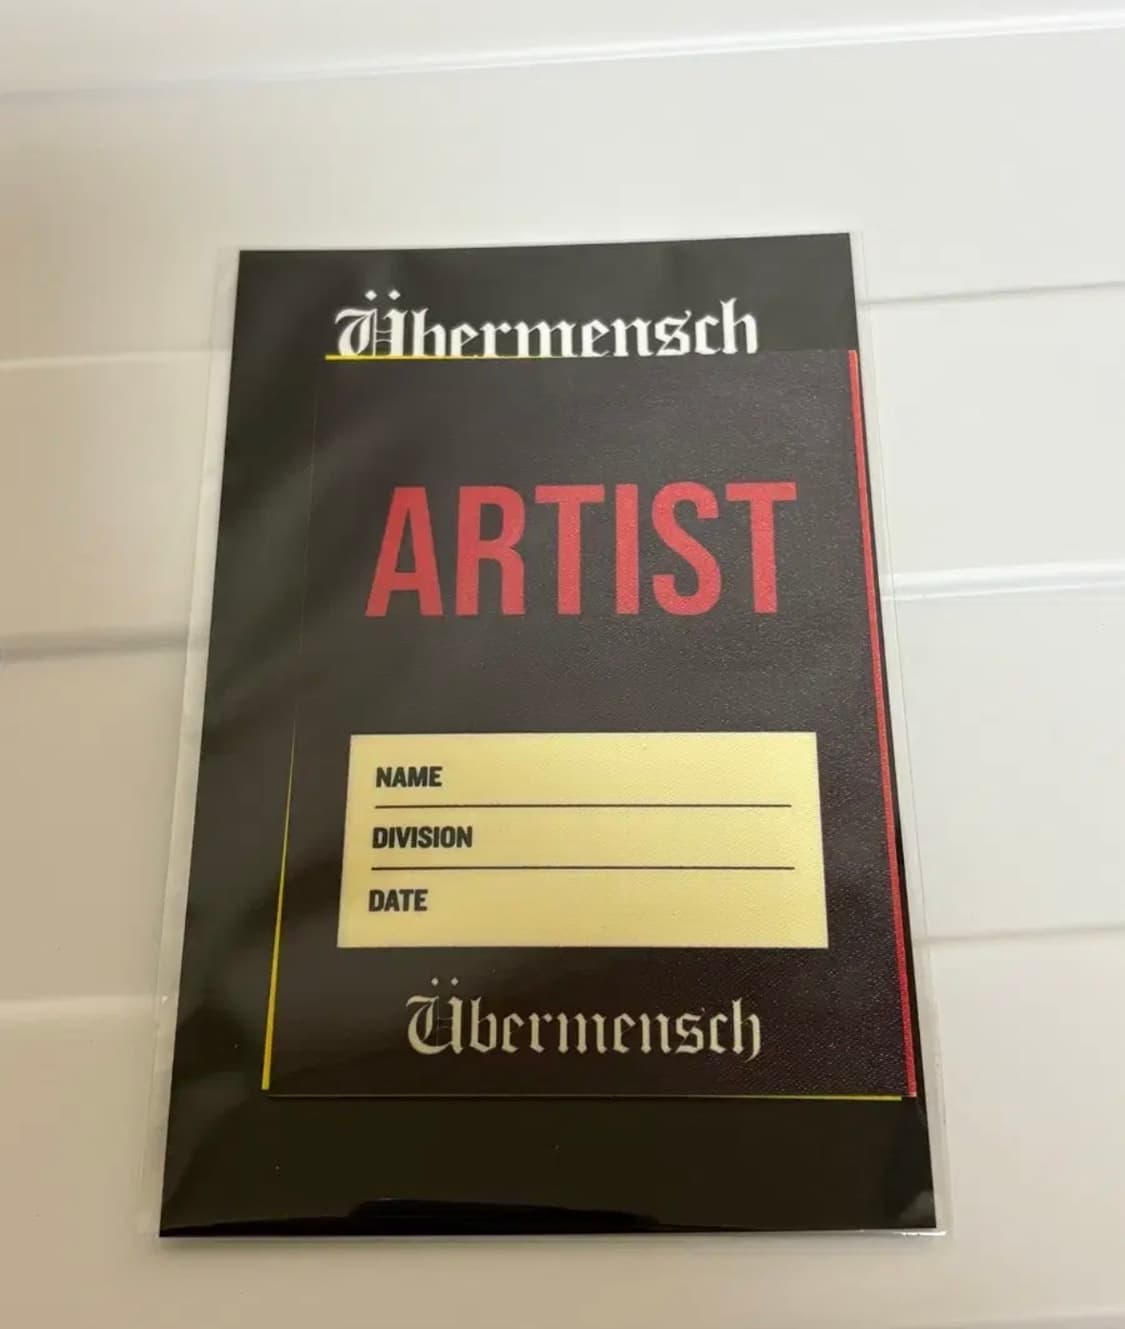 Übermensch
ARTIST
NAME
DIVISION
DATE
Übermensch